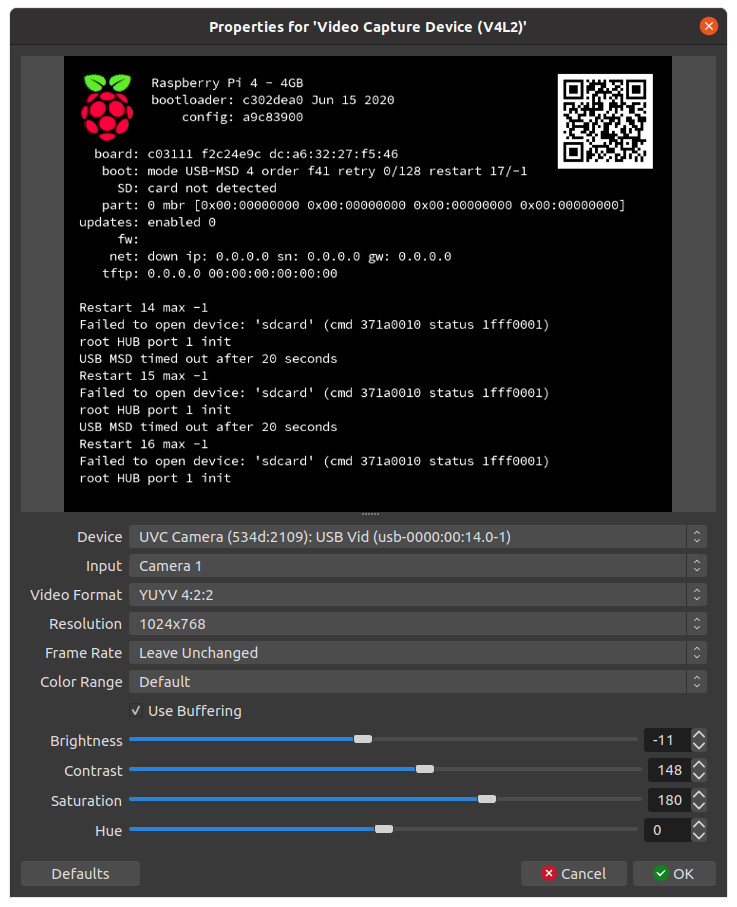 Properties for 'Video Capture Device (V4L2)'
Raspberry Pi 4 - 4GB
bootloader: c302dea0 Jun 15 2020
config: a9c83900
board: c03111 f2c24e9c dc:a6:32:27:f5:46
boot: mode USB-MSD 4 order f41 retry 0/128 restart 17/-1
SD: card not detected
part: 0 mbr [0x00:00000000 0x00:00000000 0x00:00000000 0x00:00000000]
updates: enabled 0
fw:
net: down ip: 0.0.0.0 sn: 0.0.0.0 gw: 0.0.0.0
tftp: 0.0.0.0 00:00:00:00:00:00
Restart 14 max -1
Failed to open device: 'sdcard' (cmd 371a0010 status 1fff0001)
root HUB port 1 init
USB MSD timed out after 20 seconds
Restart 15 max -1
Failed to open device: 'sdcard' (cmd 371a0010 status 1fff0001)
root HUB port 1 init
USB MSD timed out after 20 seconds
Restart 16 max -1
Failed to open device: 'sdcard' (cmd 371a0010 status 1fff0001)
root HUB port 1 init
Device UVC Camera (534d:2109): USB Vid (usb-0000:00:14.0-1)
Input Camera 1
Video Format YUYV 4:2:2
Resolution 1024x768
Frame Rate Leave Unchanged
Color Range Default
Use Buffering
Brightness -11
Contrast 148
Saturation 180
Hue 0
Defaults Cancel OK